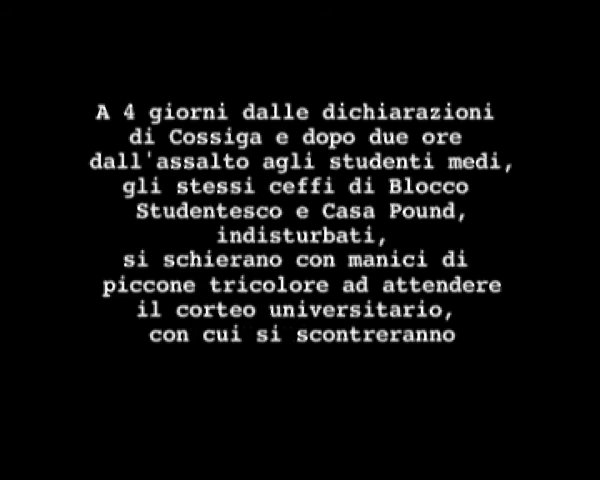 A 4 giorni dalle dichiarazioni
di Cossiga e dopo due ore
dall'assalto agli studenti medi,
gli stessi ceffi di Blocco
Studentesco e Casa Pound,
indisturbati,
si schierano con manici di
piccone tricolore ad attendere
il corteo universitario,
con cui si scontreranno